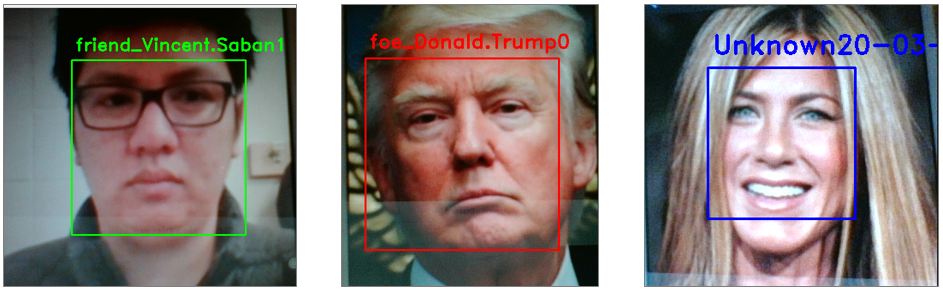 friend_Vincent.Saban1
foe_Donald.Trump0
Unknown20-03-